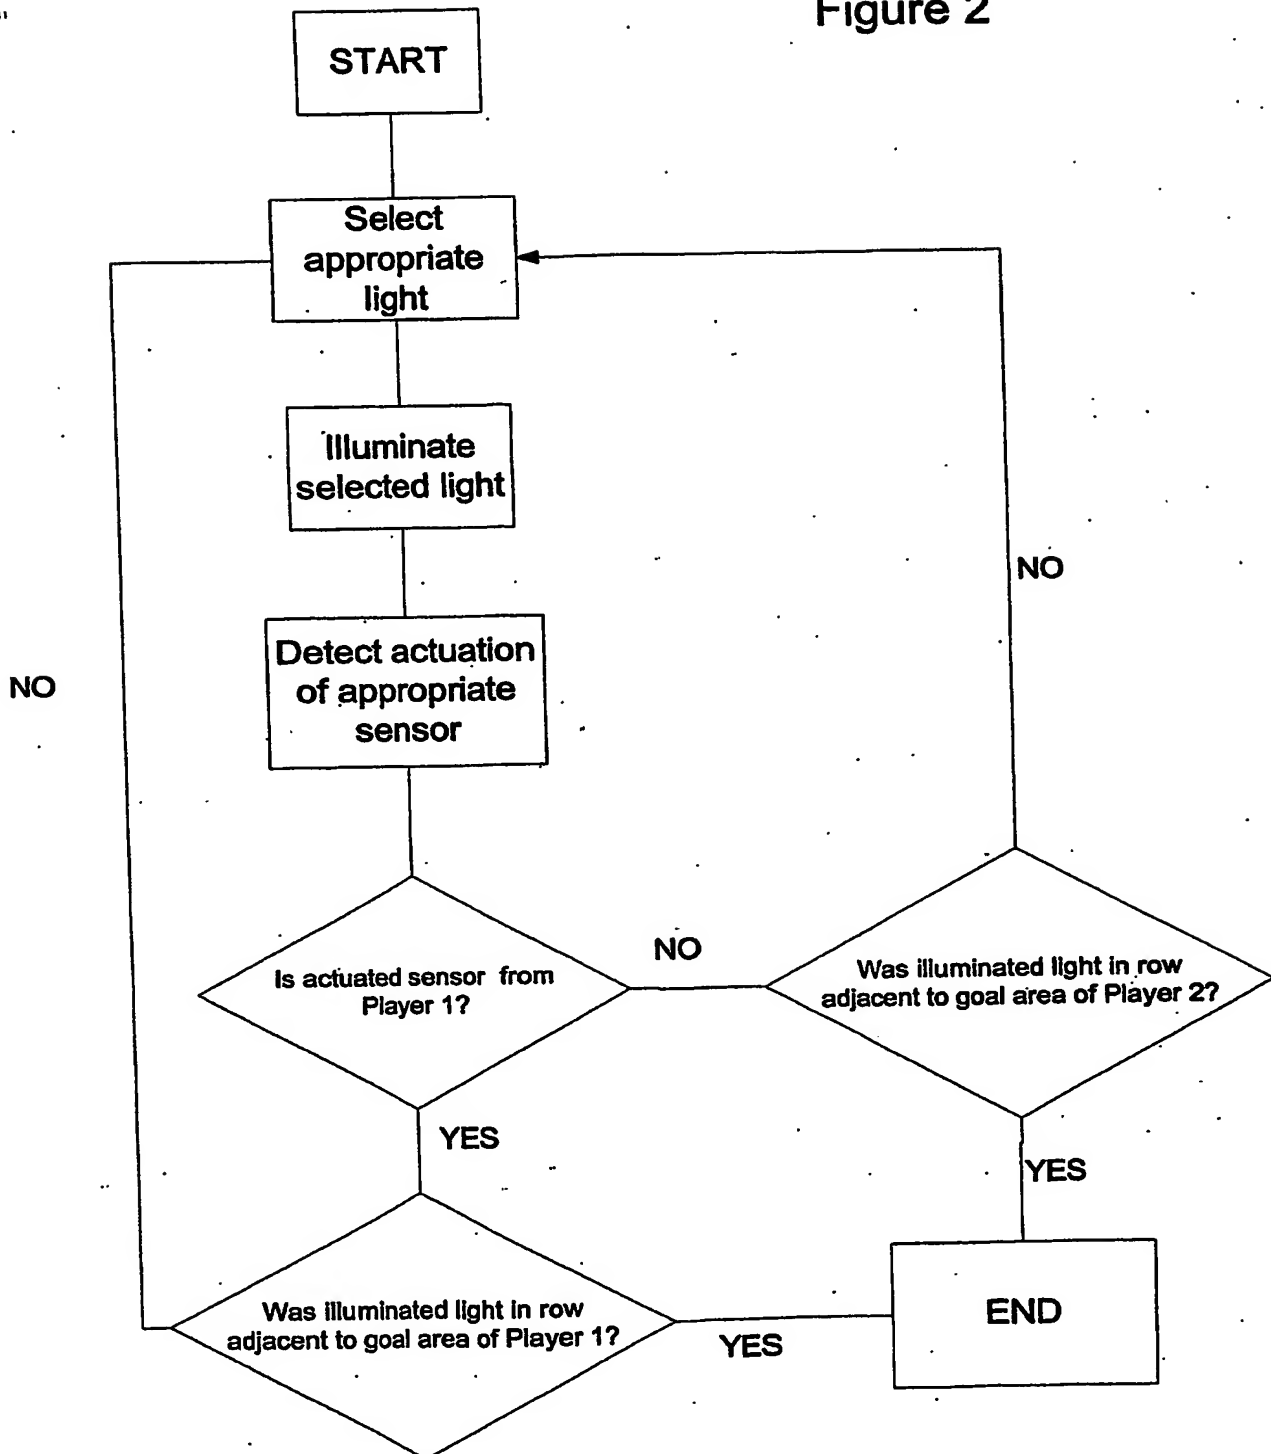 Figure 2
START
Select
appropriate
light
Illuminate
selected light
NO
Detect actuation
of appropriate
sensor
NO
Is actuated sensor from
Player 1?
NO
Was illuminated light in row
adjacent to goal area of Player 2?
YES
YES
Was illuminated light in row
adjacent to goal area of Player 1?
YES
END